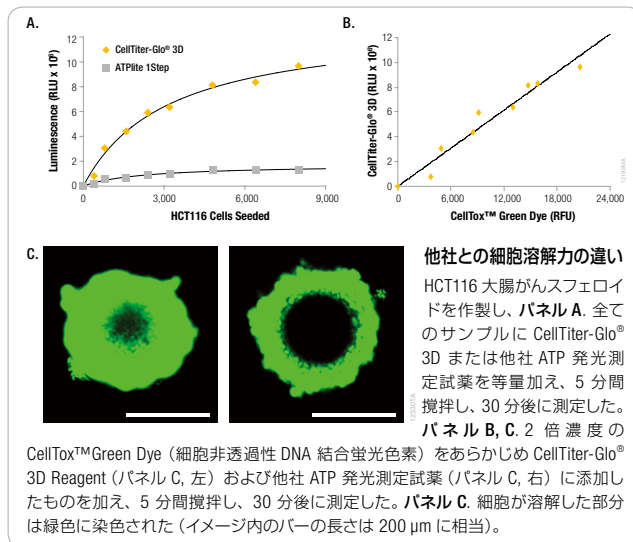 A.
Luminescence (RLU x 10⁶)
12
10
8
6
4
2
0
CellTiter-Glo® 3D
ATPlite 1Step
0
3,000
6,000
9,000
HCT116 Cells Seeded
B.
CellTiter-Glo® 3D (RLU x 10⁶)
12
10
8
6
4
2
0
0
6,000
12,000
18,000
24,000
CellTox™ Green Dye (RFU)
C.
12330TA
他社との細胞溶解力の違い
HCT116 大腸がんスフェロイ
ドを作製し、パネル A. 全て
のサンプルに CellTiter-Glo®
3D または他社 ATP 発光測
定試薬を等量加え、5 分間
撹拌し、30 分後に測定した。
パネル B, C. 2 倍濃度の
CellTox™Green Dye（細胞非透過性 DNA 結合蛍光色素）をあらかじめ CellTiter-Glo®
3D Reagent（パネル C, 左）および他社 ATP 発光測定試薬（パネル C, 右）に添加し
たものを加え、5 分間撹拌し、30 分後に測定した。パネル C. 細胞が溶解した部分
は緑色に染色された（イメージ内のバーの長さは 200 µm に相当）。